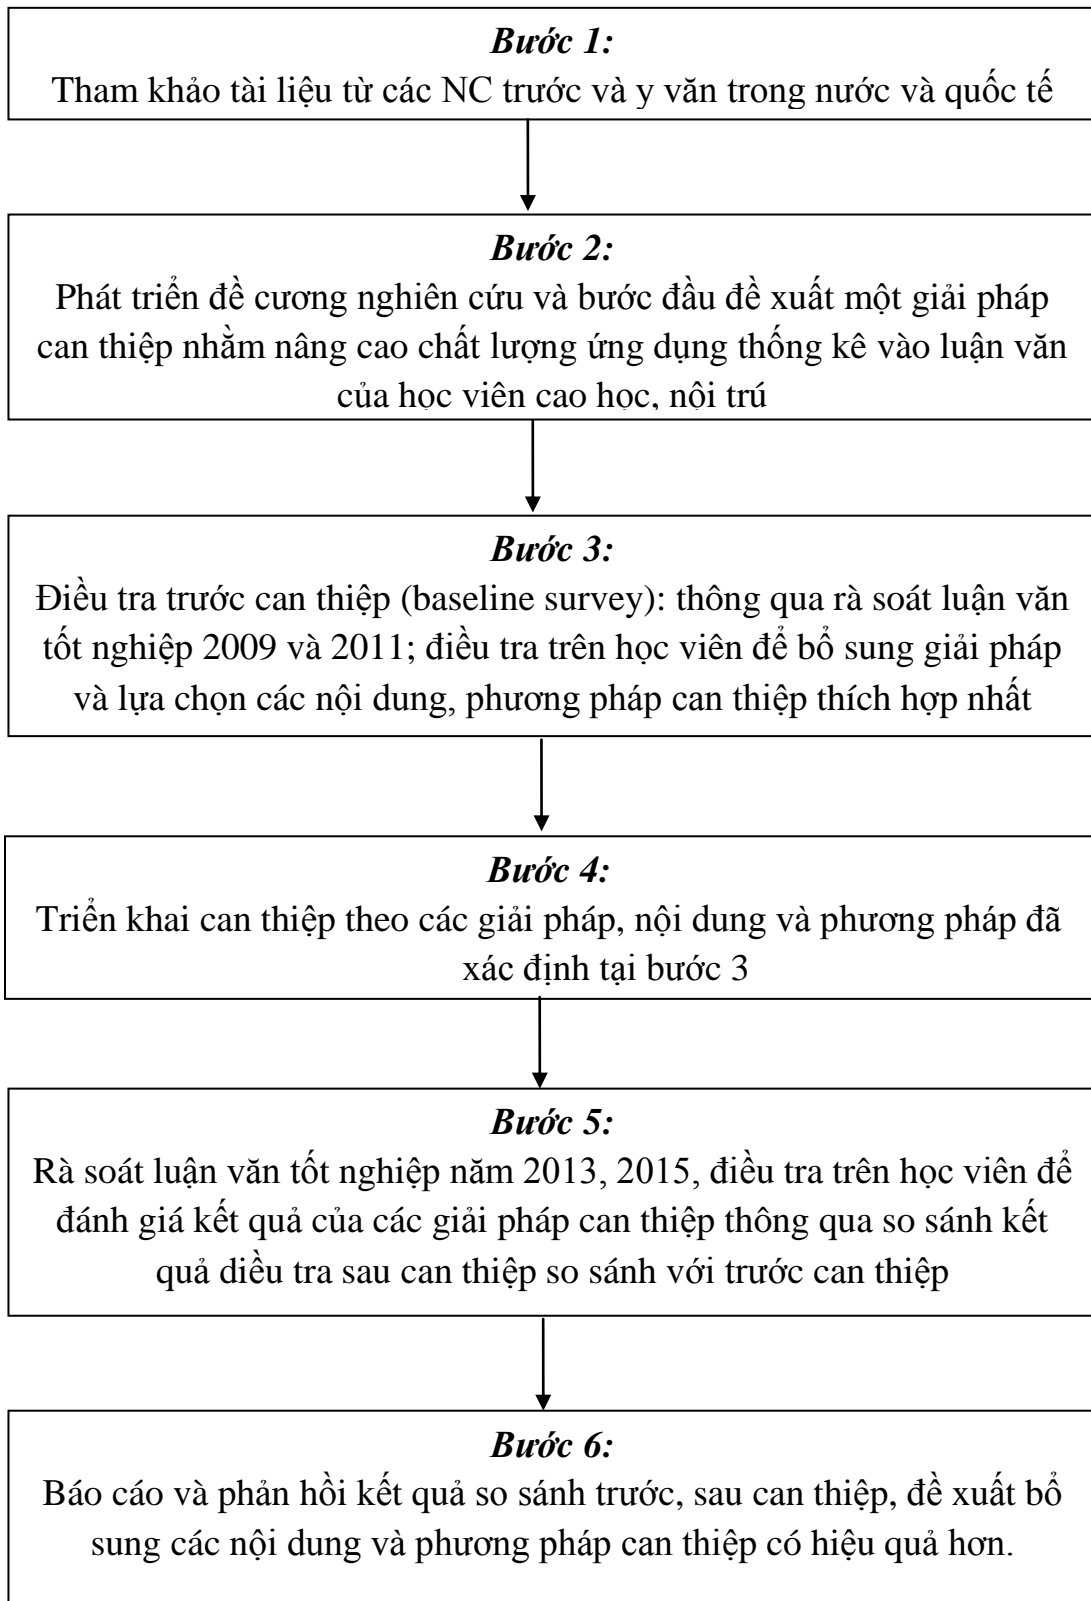 Bước 1:
Tham khảo tài liệu từ các NC trước và y văn trong nước và quốc tế
Bước 2:
Phát triển đề cương nghiên cứu và bước đầu đề xuất một giải pháp
can thiệp nhằm nâng cao chất lượng ứng dụng thống kê vào luận văn
của học viên cao học, nội trú
Bước 3:
Điều tra trước can thiệp (baseline survey): thông qua rà soát luận văn
tốt nghiệp 2009 và 2011; điều tra trên học viên để bổ sung giải pháp
và lựa chọn các nội dung, phương pháp can thiệp thích hợp nhất
Bước 4:
Triển khai can thiệp theo các giải pháp, nội dung và phương pháp đã
xác định tại bước 3
Bước 5:
Rà soát luận văn tốt nghiệp năm 2013, 2015, điều tra trên học viên để
đánh giá kết quả của các giải pháp can thiệp thông qua so sánh kết
quả diều tra sau can thiệp so sánh với trước can thiệp
Bước 6:
Báo cáo và phản hồi kết quả so sánh trước, sau can thiệp, đề xuất bổ
sung các nội dung và phương pháp can thiệp có hiệu quả hơn.